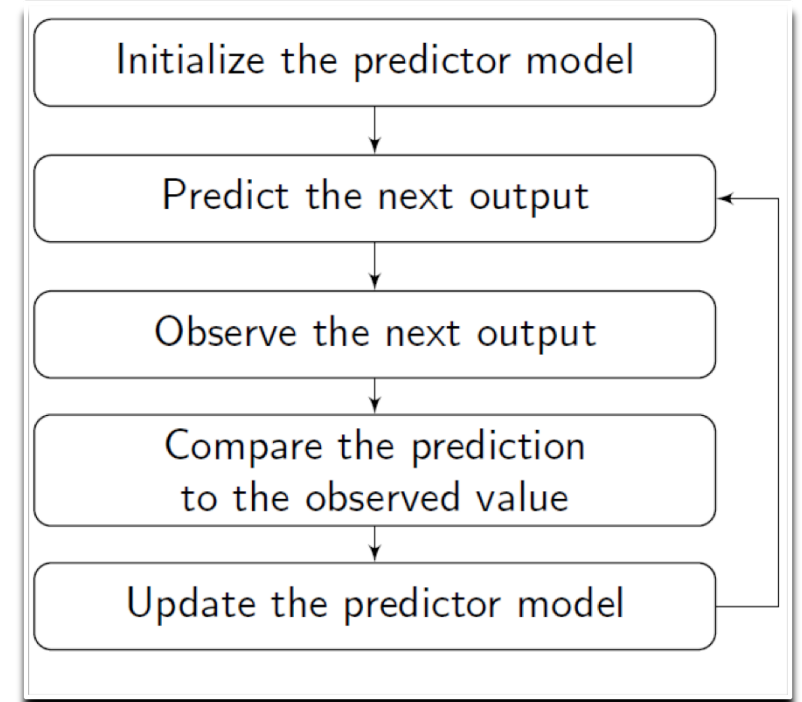 Initialize the predictor model
Predict the next output
Observe the next output
Compare the prediction
to the observed value
Update the predictor model